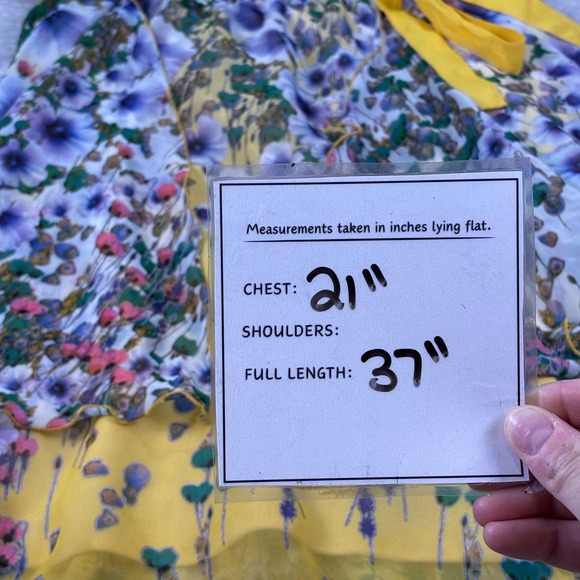 Measurements taken in inches lying flat.
CHEST: 21"
SHOULDERS:
FULL LENGTH: 37"